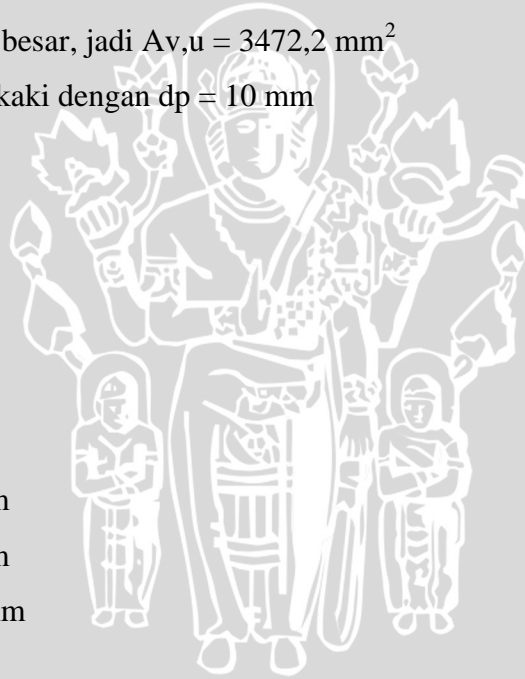 besar, jadi Av,u = 3472,2 mm²
kaki dengan dp = 10 mm
m